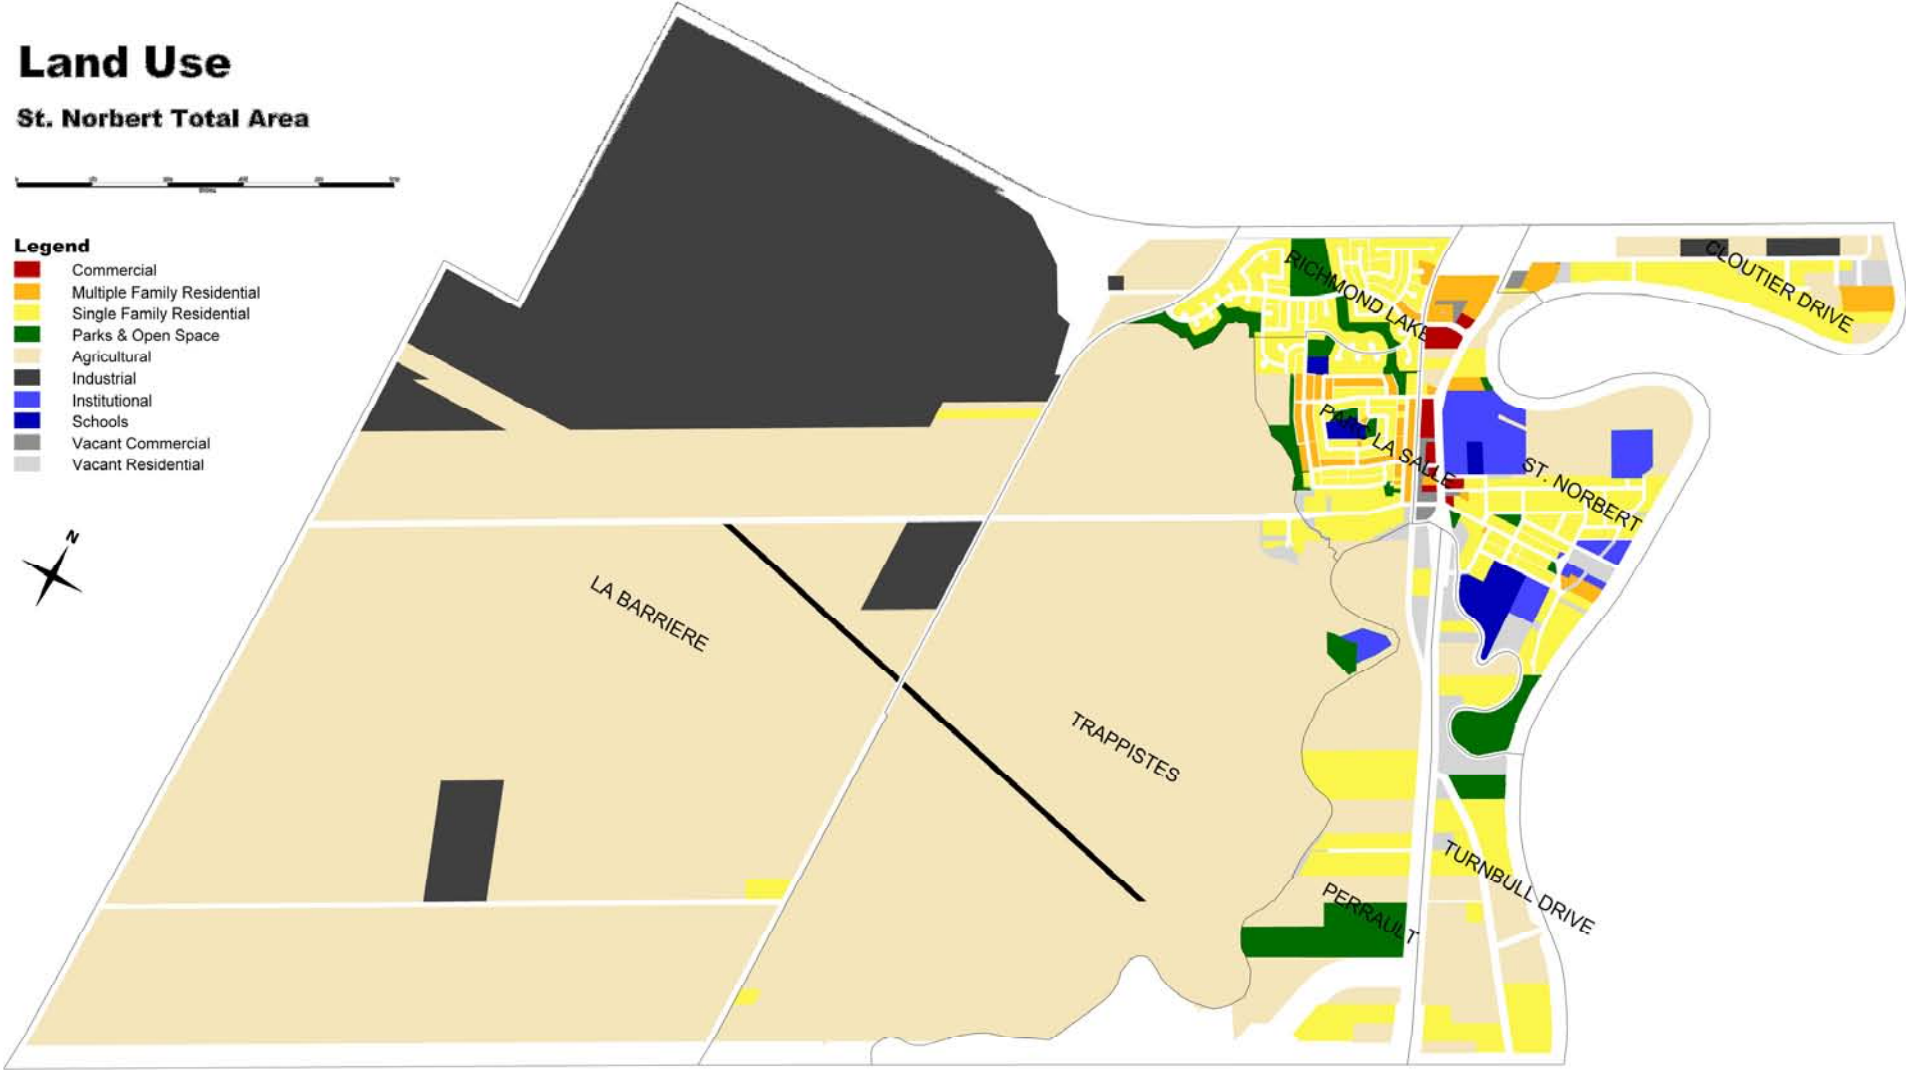 Land Use
St. Norbert Total Area
Legend
Commercial
Multiple Family Residential
Single Family Residential
Parks & Open Space
Agricultural
Industrial
Institutional
Schools
Vacant Commercial
Vacant Residential
N
RICHMOND LAKE
CLOUTIER DRIVE
PARC LA SALLE
ST. NORBERT
LA BARRIERE
TRAPPISTES
TURNBULL DRIVE
PERRAULT